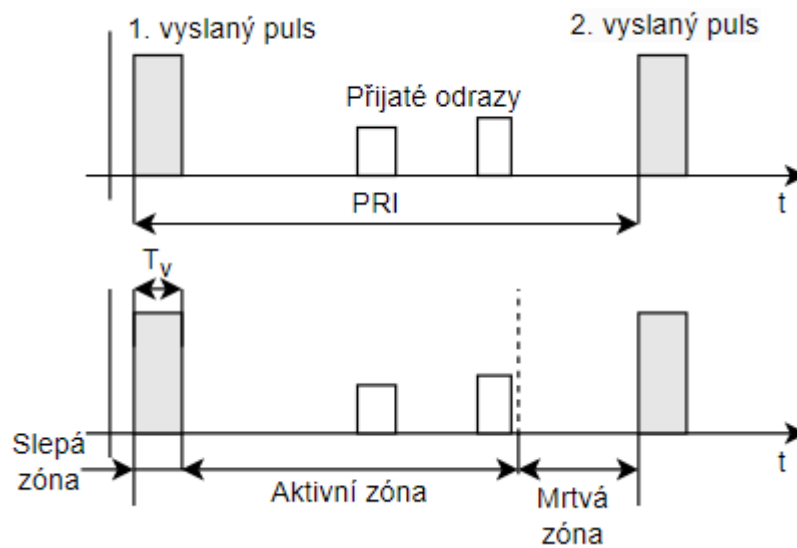 1. vyslaný puls
2. vyslaný puls
Přijaté odrazy
PRI
t
Tv
Slepá
zóna
Aktivní zóna
Mrtvá
zóna
t